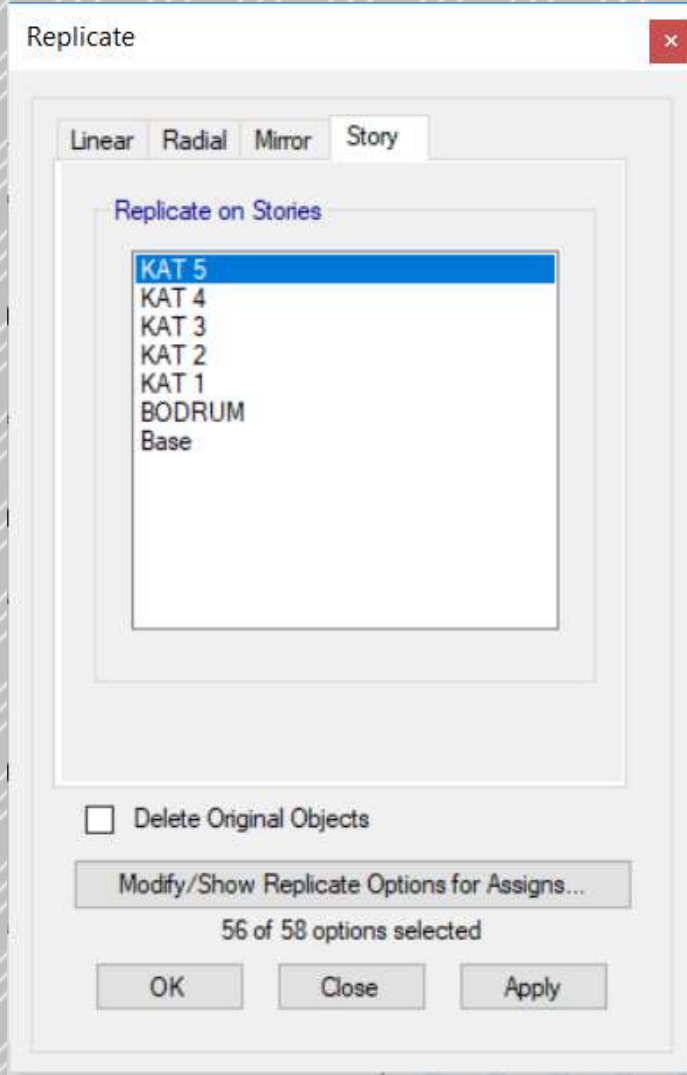 Replicate
Linear Radial Mirror Story
Replicate on Stories
KAT 5
KAT 4
KAT 3
KAT 2
KAT 1
BODRUM
Base
Delete Original Objects
Modify/Show Replicate Options for Assigns...
56 of 58 options selected
OK Close Apply